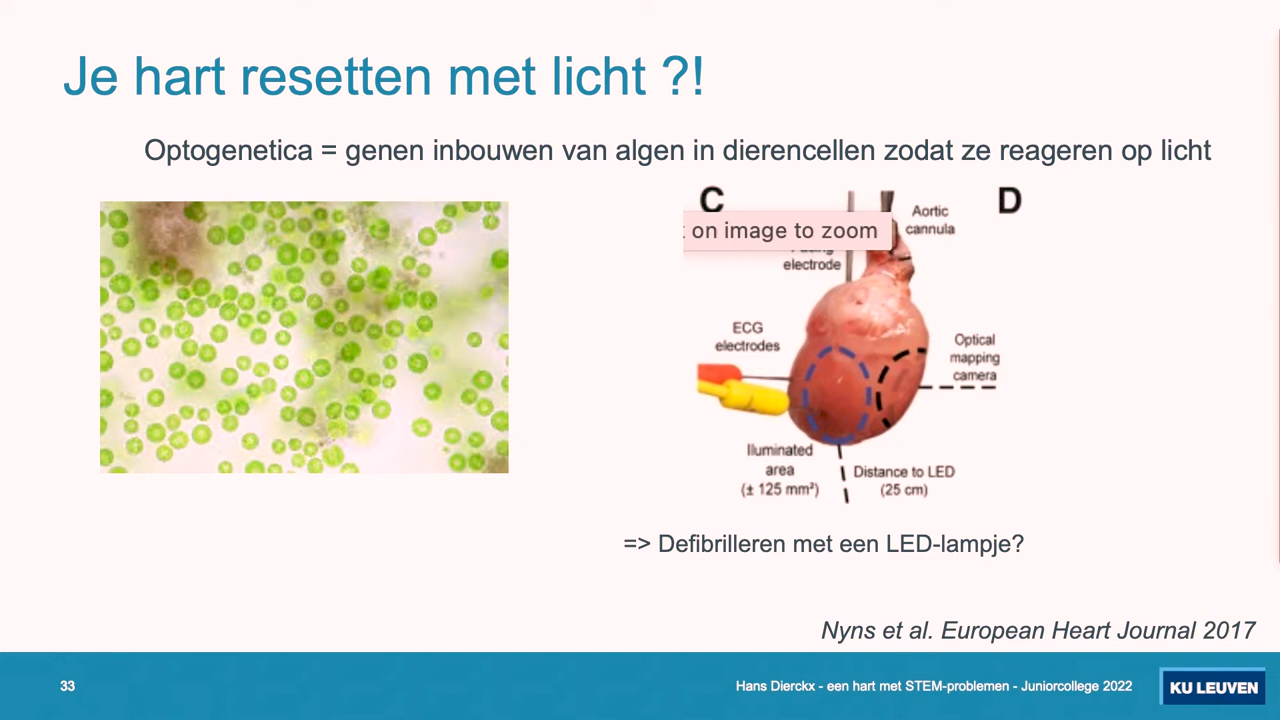 Je hart resetten met licht ?!
Optogenetica = genen inbouwen van algen in dierencellen zodat ze reageren op licht
C
D
on image to zoom
Aortic
cannula
electrode
ECG
electrodes
Optical
mapping
camera
Iluminated
area
(± 125 mm²)
Distance to LED
(25 cm)
=> Defibrilleren met een LED-lampje?
Nyns et al. European Heart Journal 2017
33
Hans Dierckx - een hart met STEM-problemen - Juniorcollege 2022
KU LEUVEN